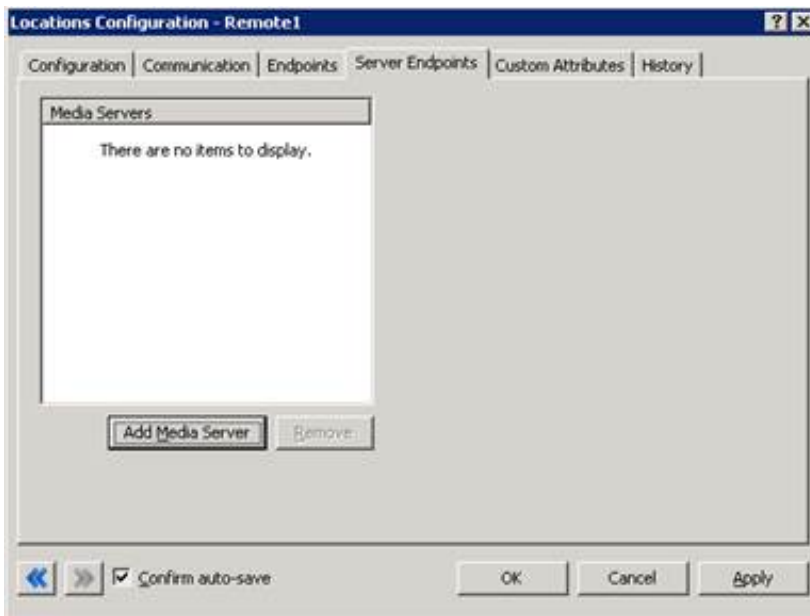 Locations Configuration - Remote1
Configuration Communication Endpoints Server Endpoints Custom Attributes History
Media Servers
There are no items to display.
Add Media Server Remove
Confirm auto-save OK Cancel Apply